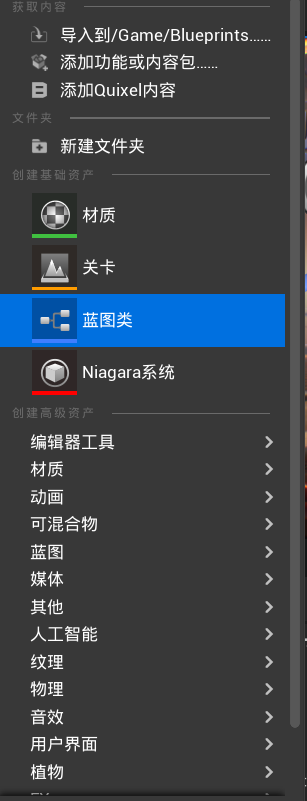 获取内容
导入到/Game/Blueprints......
添加功能或内容包......
添加Quixel内容
文件夹
新建文件夹
创建基础资产
材质
关卡
蓝图类
Niagara系统
创建高级资产
编辑器工具
材质
动画
可混合物
蓝图
媒体
其他
人工智能
纹理
物理
音效
用户界面
植物